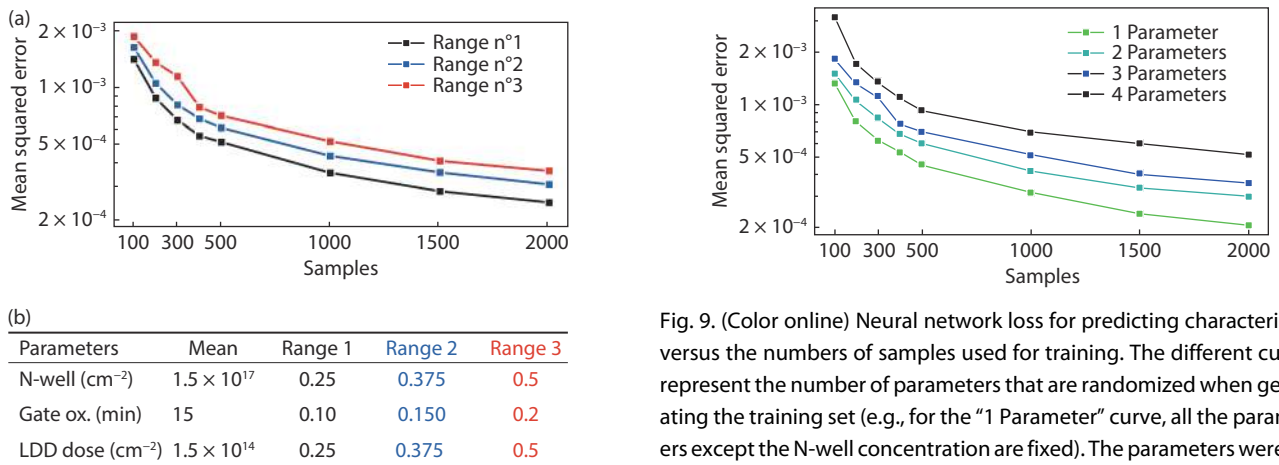 (a)
2 × 10⁻³
1 × 10⁻³
5 × 10⁻⁴
2 × 10⁻⁴
Mean squared error
Range n°1
Range n°2
Range n°3
100 300 500 1000 1500 2000
Samples
(b)
Parameters Mean Range 1 Range 2 Range 3
N-well (cm⁻²) 1.5 × 10¹⁷ 0.25 0.375 0.5
Gate ox. (min) 15 0.10 0.150 0.2
LDD dose (cm⁻²) 1.5 × 10¹⁴ 0.25 0.375 0.5
2 × 10⁻³
1 × 10⁻³
5 × 10⁻⁴
2 × 10⁻⁴
Mean squared error
1 Parameter
2 Parameters
3 Parameters
4 Parameters
100 300 500 1000 1500 2000
Samples
Fig. 9. (Color online) Neural network loss for predicting characteri
versus the numbers of samples used for training. The different cu
represent the number of parameters that are randomized when ge
ating the training set (e.g., for the “1 Parameter” curve, all the param
ers except the N-well concentration are fixed). The parameters were